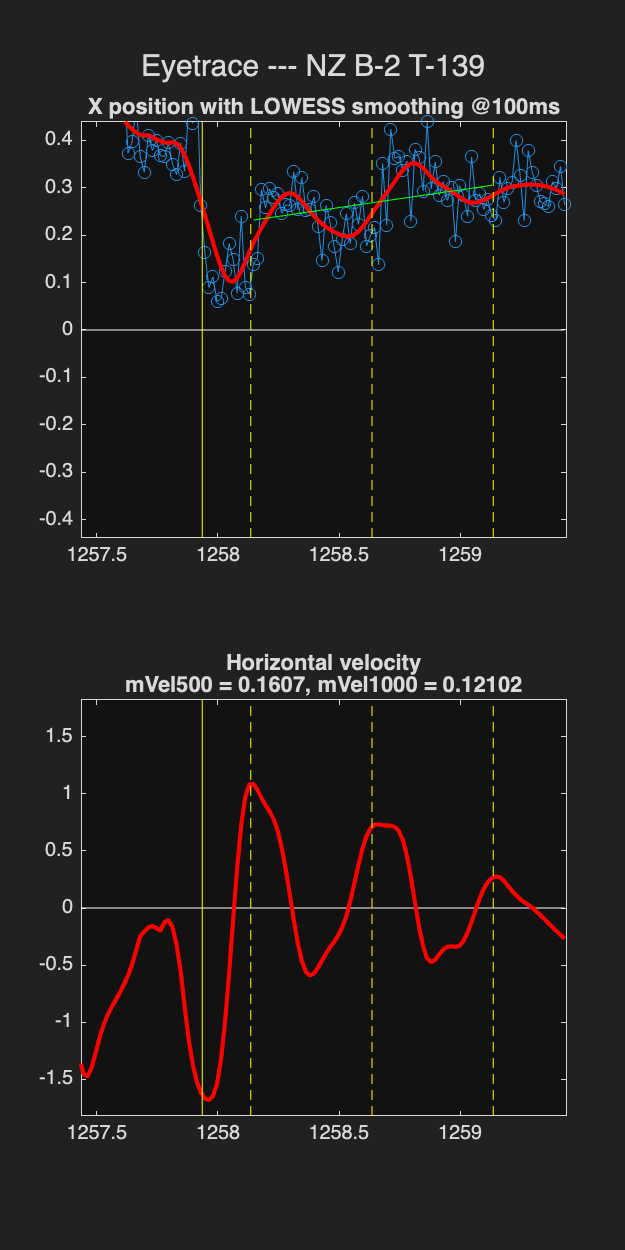 Eyetrace --- NZ B-2 T-139
X position with LOWESS smoothing @100ms
0.4
0.3
0.2
0.1
0
-0.1
-0.2
-0.3
-0.4
1257.5 1258 1258.5 1259
Horizontal velocity
mVel500 = 0.1607, mVel1000 = 0.12102
1.5
1
0.5
0
-0.5
-1
-1.5
1257.5 1258 1258.5 1259